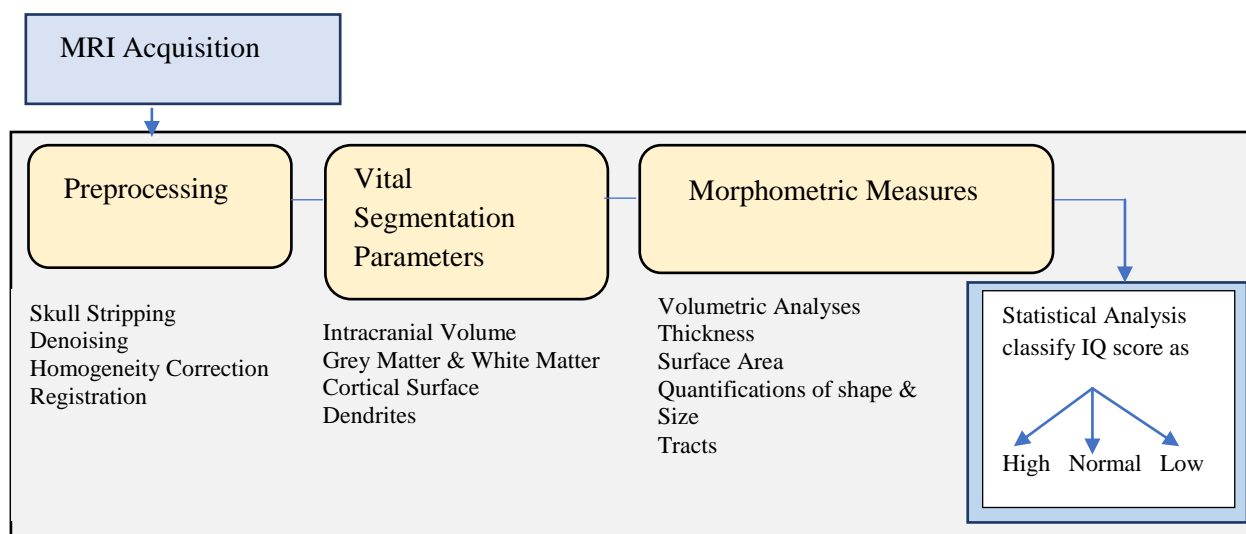 MRI Acquisition
Preprocessing
Vital
Segmentation
Parameters
Morphometric Measures
Skull Stripping
Denoising
Homogeneity Correction
Registration
Intracranial Volume
Grey Matter & White Matter
Cortical Surface
Dendrites
Volumetric Analyses
Thickness
Surface Area
Quantifications of shape &
Size
Tracts
Statistical Analysis
classify IQ score as
High Normal Low